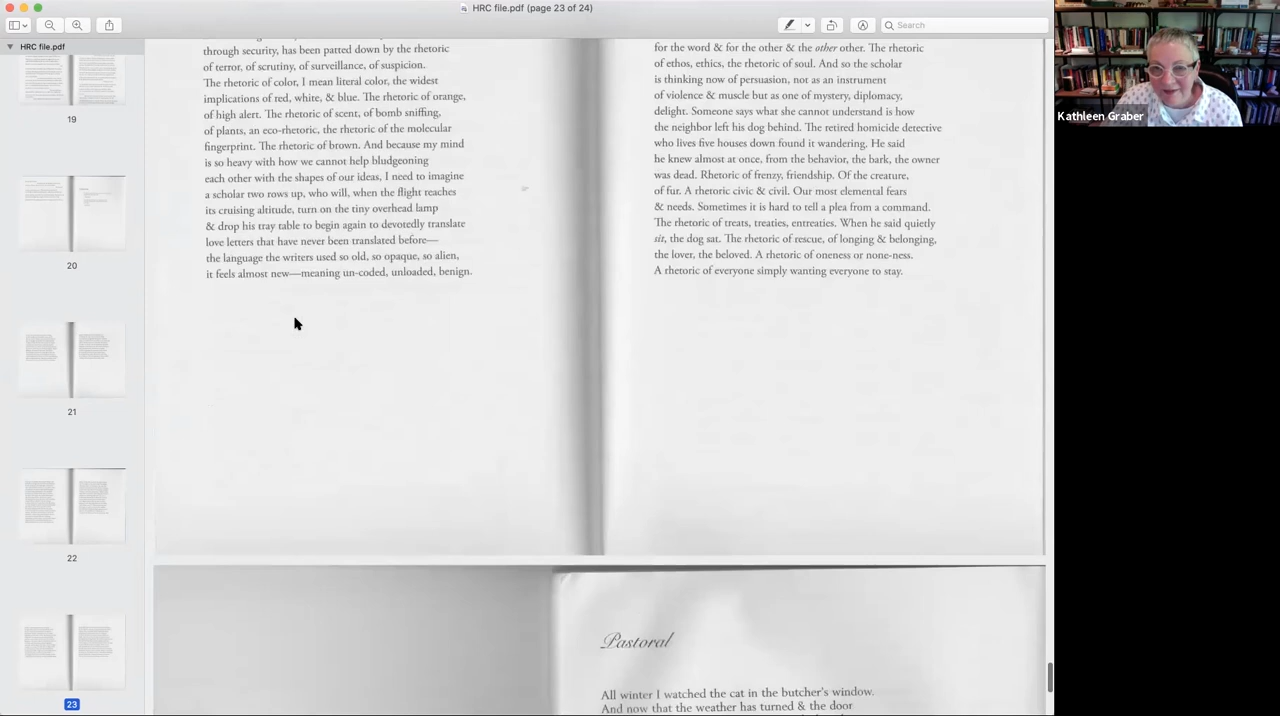 HRC file.pdf (page 23 of 24)
Search
HRC file.pdf
19
20
21
22
23
through security, has been patted down by the rhetoric
of terror, of scrutiny, of surveillance, of suspicion.
The rhetoric of color, I mean literal color, the widest
implications of red, white, & blue. The rhetoric of orange,
of high alert. The rhetoric of scent, of bomb sniffing,
of plants, an eco-rhetoric, the rhetoric of the molecular
fingerprint. The rhetoric of brown. And because my mind
is so heavy with how we cannot help bludgeoning
each other with the shapes of our ideas, I need to imagine
a scholar two rows up, who will, when the flight reaches
its cruising altitude, turn on the tiny overhead lamp
& drop his tray table to begin again to devotedly translate
love letters that have never been translated before—
the language the writers used so old, so opaque, so alien,
it feels almost new—meaning un-coded, unloaded, benign.
for the word & for the other & the other other. The rhetoric
of ethos, ethics, the rhetoric of soul. And so the scholar
is thinking now of persuasion, not as an instrument
of violence & muscle but as one of mystery, diplomacy,
delight. Someone says what she cannot understand is how
the neighbor left his dog behind. The retired homicide detective
who lives five houses down found it wandering. He said
he knew almost at once, from the behavior, the bark, the owner
was dead. Rhetoric of frenzy, friendship. Of the creature,
of fur. A rhetoric civic & civil. Our most elemental fears
& needs. Sometimes it is hard to tell a plea from a command.
The rhetoric of treats, treaties, entreaties. When he said quietly
sit, the dog sat. The rhetoric of rescue, of longing & belonging,
the lover, the beloved. A rhetoric of oneness or none-ness.
A rhetoric of everyone simply wanting everyone to stay.
Pastoral
All winter I watched the cat in the butcher's window.
And now that the weather has turned & the door
Kathleen Graber